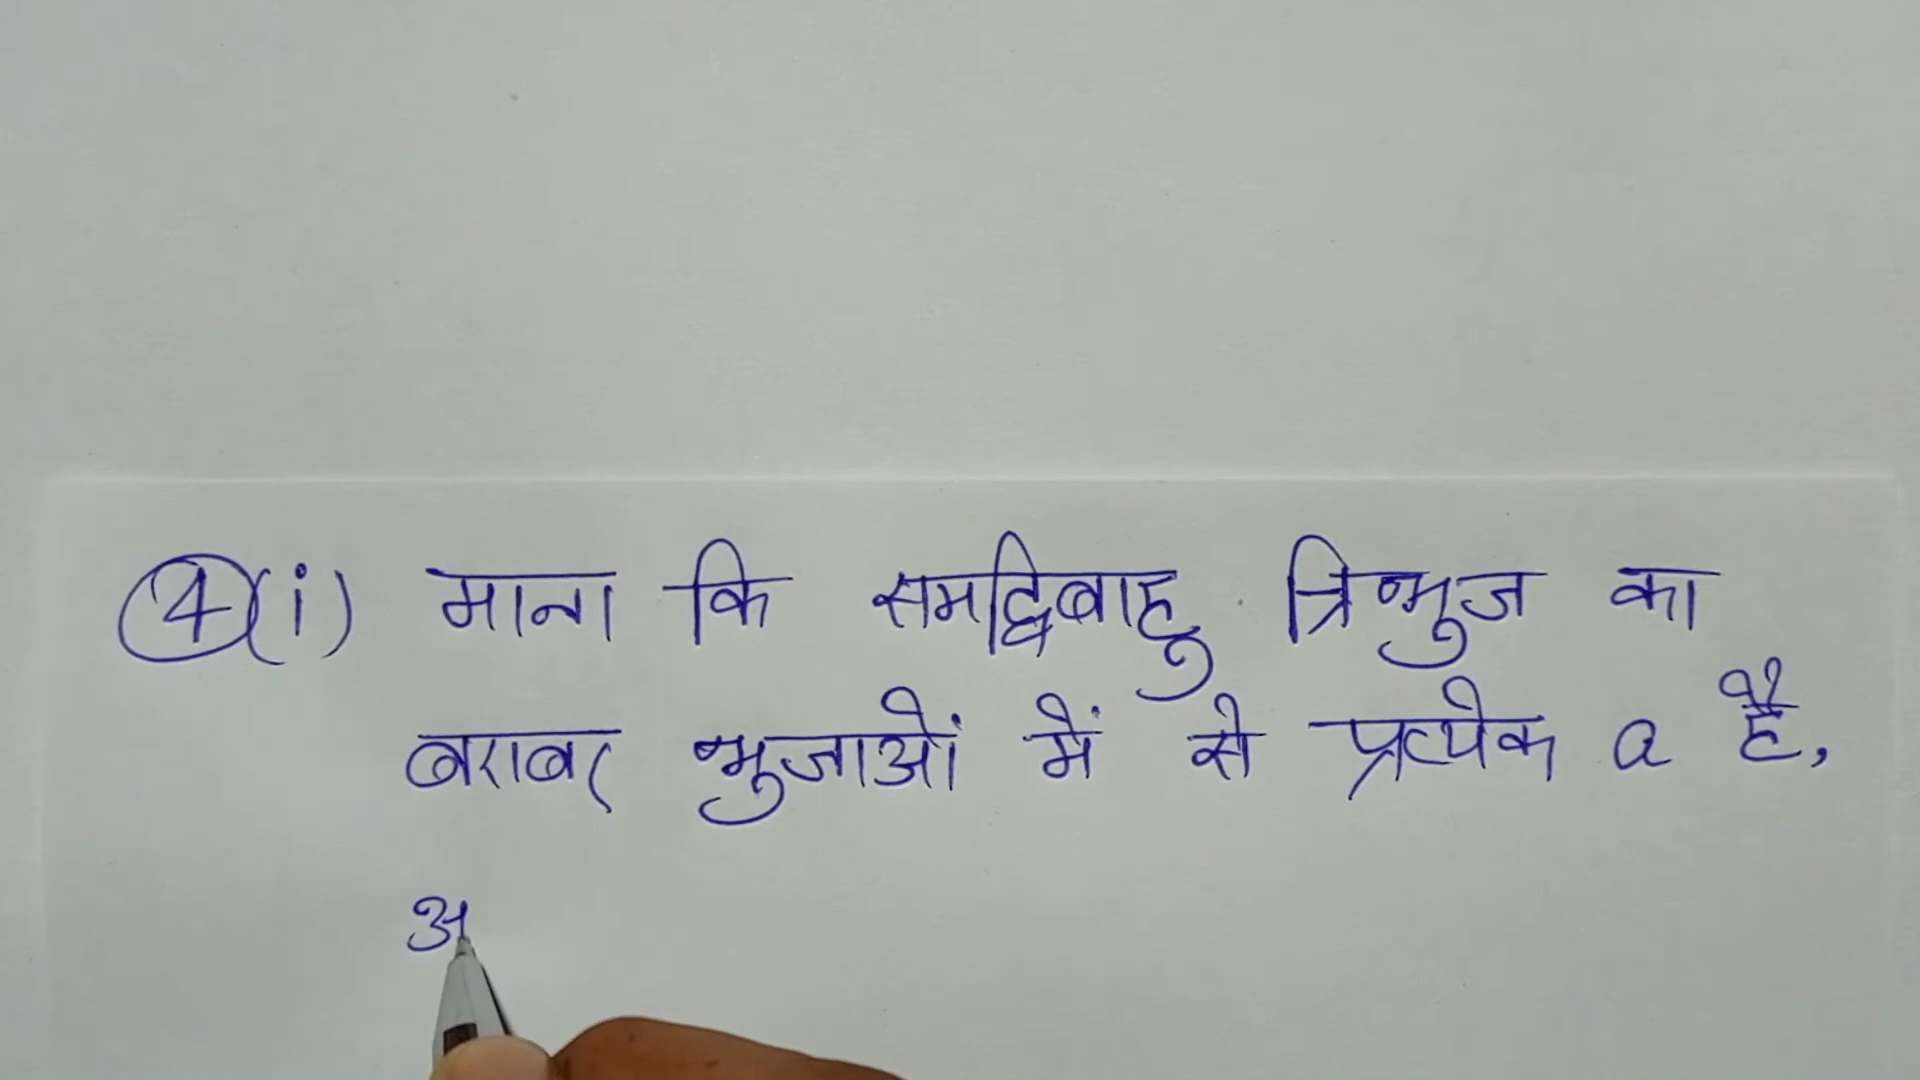 4(i) माना कि समद्विबाहु त्रिभुज का
बराबर भुजाओं में से प्रत्येक a है,
अ